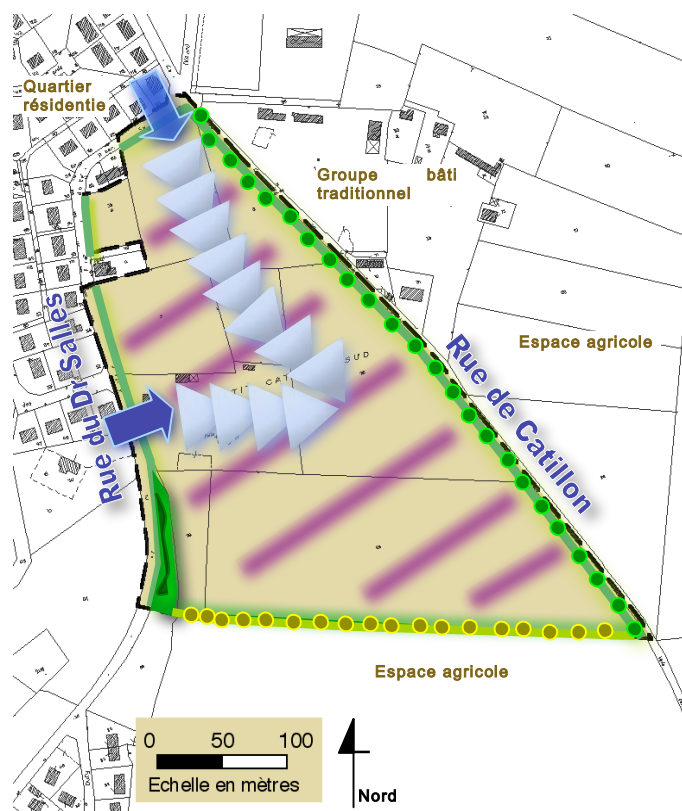 Quartier
résidentie
Groupe bâti
traditionnel
Espace agricole
Rue du Dr Salles
Rue de Catillon
SUD
Espace agricole
0 50 100
Echelle en mètres
Nord